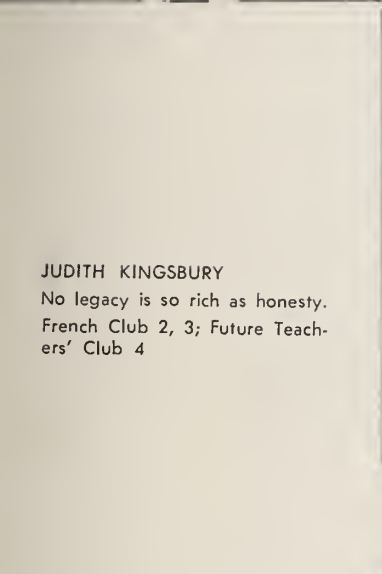 JUDITH KINGSBURY
No legacy is so rich as honesty.
French Club 2, 3; Future Teach-
ers' Club 4